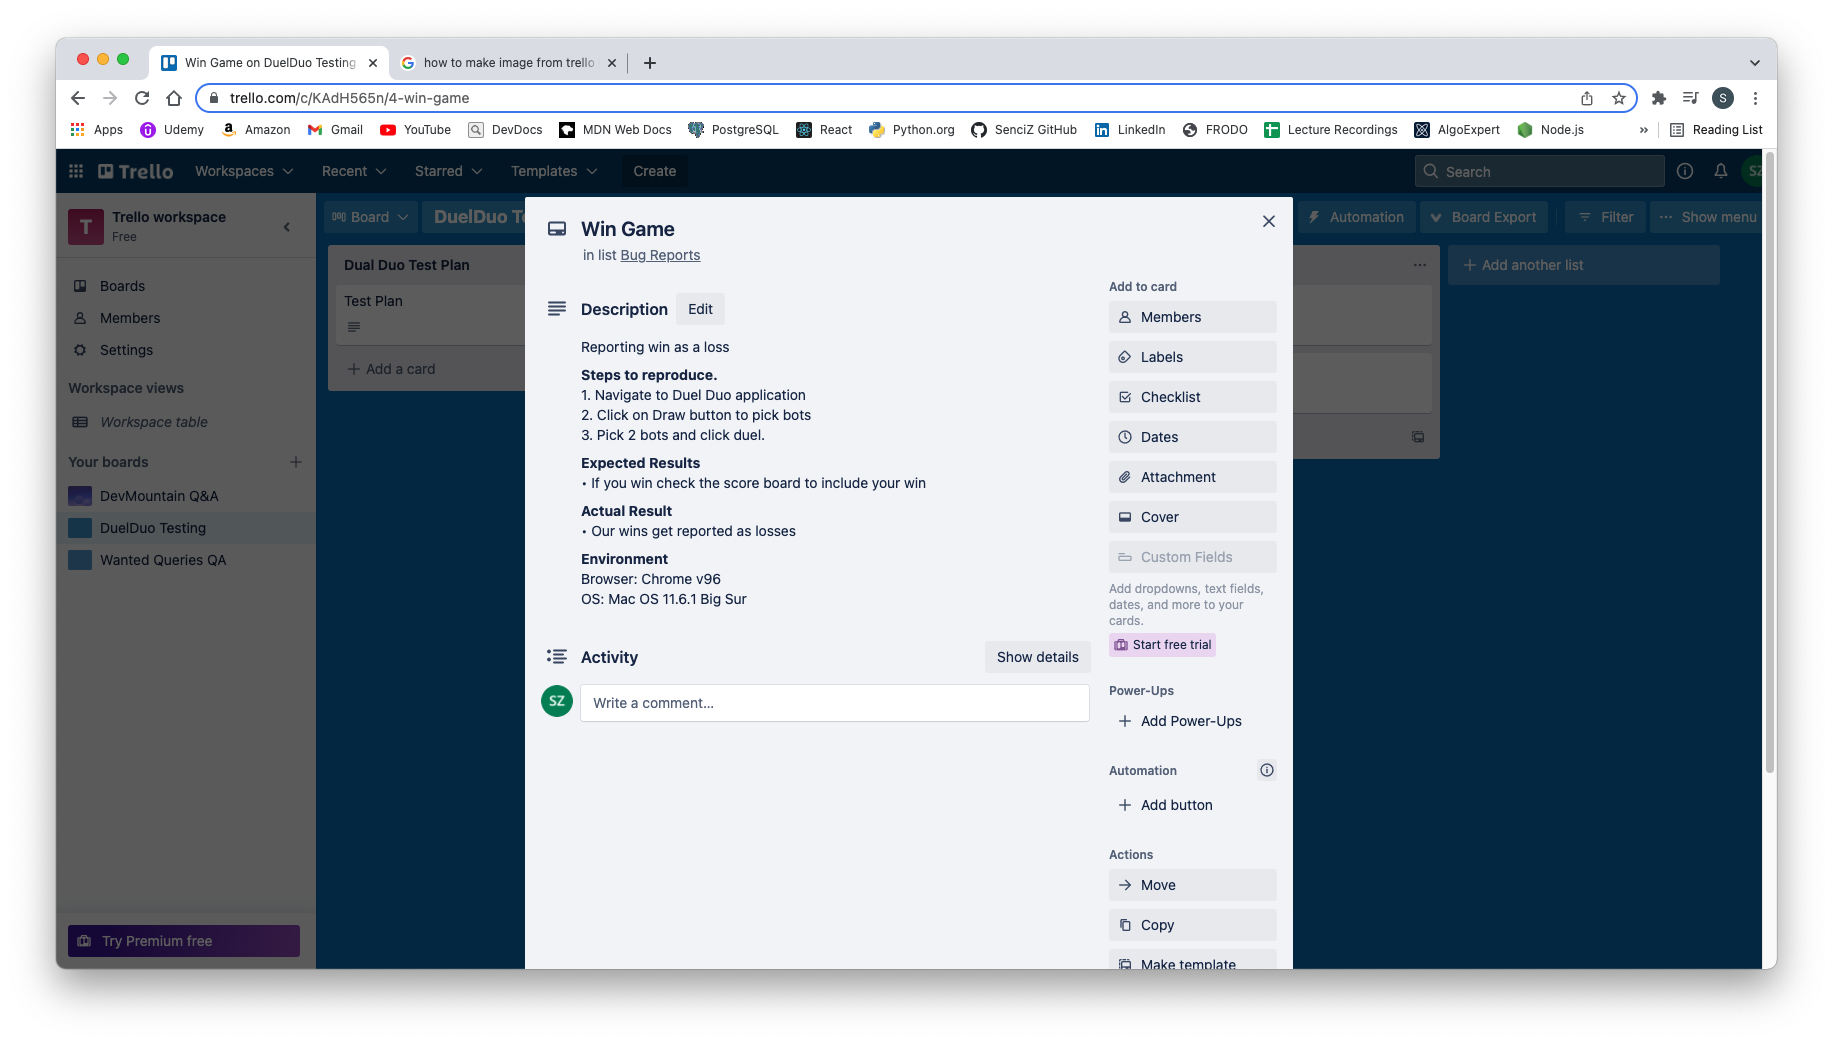 Win Game on DuelDuo Testing
how to make image from trello
trello.com/c/KAdH565n/4-win-game
S
Apps Udemy Amazon Gmail YouTube DevDocs MDN Web Docs PostgreSQL React Python.org SenciZ GitHub LinkedIn FRODO Lecture Recordings AlgoExpert Node.js » Reading List
Trello Workspaces Recent Starred Templates Create Search
SZ
T
Trello workspace
Free
Boards
Members
Settings
Workspace views
Workspace table
Your boards
DevMountain Q&A
DuelDuo Testing
Wanted Queries QA
Try Premium free
Board
DuelDuo
Automation
Board Export
Filter
Show menu
Dual Duo Test Plan
Test Plan
+ Add a card
+ Add another list
Win Game
in list Bug Reports
Description Edit
Reporting win as a loss
Steps to reproduce.
1. Navigate to Duel Duo application
2. Click on Draw button to pick bots
3. Pick 2 bots and click duel.
Expected Results
• If you win check the score board to include your win
Actual Result
• Our wins get reported as losses
Environment
Browser: Chrome v96
OS: Mac OS 11.6.1 Big Sur
Activity Show details
SZ
Write a comment...
Add to card
Members
Labels
Checklist
Dates
Attachment
Cover
Custom Fields
Add dropdowns, text fields,
dates, and more to your
cards.
Start free trial
Power-Ups
+ Add Power-Ups
Automation
+ Add button
Actions
Move
Copy
Make template